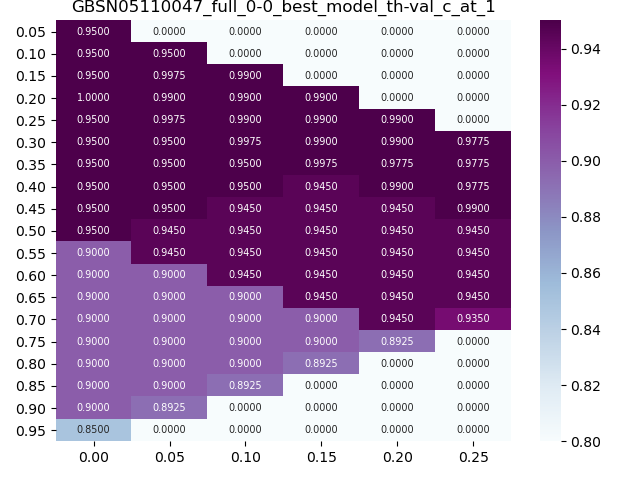 GBSN05110047_full_0-0_best_model_th-val_c_at_1
0.05 0.9500 0.0000 0.0000 0.0000 0.0000 0.0000
0.10 0.9500 0.9500 0.0000 0.0000 0.0000 0.0000
0.15 0.9500 0.9975 0.9900 0.0000 0.0000 0.0000
0.20 1.0000 0.9900 0.9900 0.9900 0.0000 0.0000
0.25 0.9500 0.9975 0.9900 0.9900 0.9900 0.0000
0.30 0.9500 0.9500 0.9975 0.9900 0.9900 0.9775
0.35 0.9500 0.9500 0.9500 0.9975 0.9775 0.9775
0.40 0.9500 0.9500 0.9500 0.9450 0.9900 0.9775
0.45 0.9500 0.9500 0.9450 0.9450 0.9450 0.9900
0.50 0.9500 0.9450 0.9450 0.9450 0.9450 0.9450
0.55 0.9000 0.9450 0.9450 0.9450 0.9450 0.9450
0.60 0.9000 0.9000 0.9450 0.9450 0.9450 0.9450
0.65 0.9000 0.9000 0.9000 0.9450 0.9450 0.9450
0.70 0.9000 0.9000 0.9000 0.9000 0.9450 0.9350
0.75 0.9000 0.9000 0.9000 0.9000 0.8925 0.0000
0.80 0.9000 0.9000 0.9000 0.8925 0.0000 0.0000
0.85 0.9000 0.9000 0.8925 0.0000 0.0000 0.0000
0.90 0.9000 0.8925 0.0000 0.0000 0.0000 0.0000
0.95 0.8500 0.0000 0.0000 0.0000 0.0000 0.0000
0.00 0.05 0.10 0.15 0.20 0.25
0.94
0.92
0.90
0.88
0.86
0.84
0.82
0.80